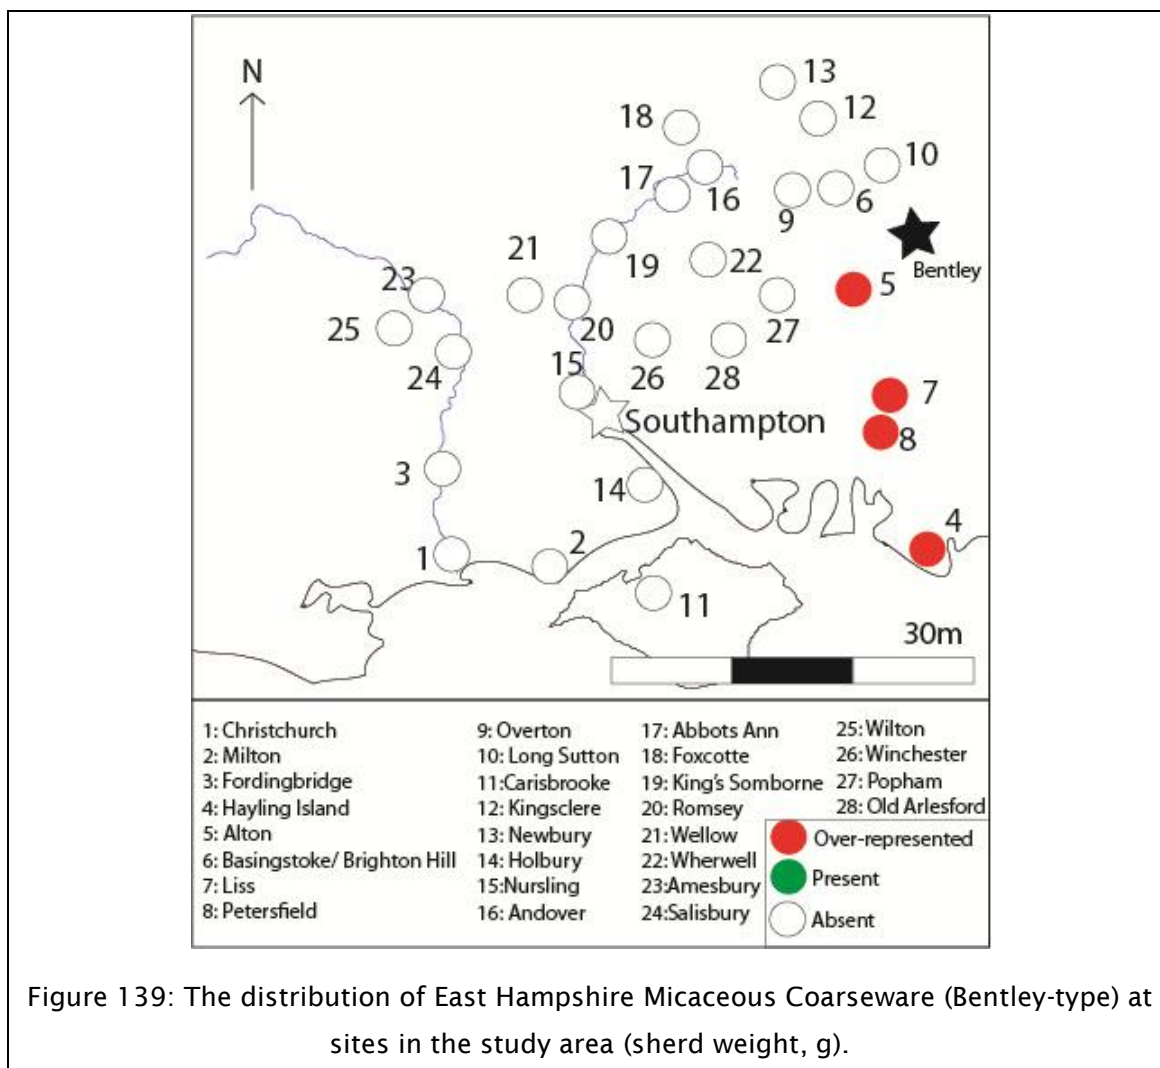 N
13
12
18
10
17
16
6
9
21
19
22
Bentley
23
5
25
20
27
24
15
26
28
7
Southampton
8
3
14
4
1
2
11
30m
1: Christchurch
2: Milton
3: Fordingbridge
4: Hayling Island
5: Alton
6: Basingstoke/ Brighton Hill
7: Liss
8: Petersfield
9: Overton
10: Long Sutton
11:Carisbrooke
12: Kingsclere
13: Newbury
14: Holbury
15:Nursling
16: Andover
17: Abbots Ann
18: Foxcotte
19: King's Somborne
20: Romsey
21: Wellow
22: Wherwell
23:Amesbury
24:Salisbury
25: Wilton
26: Winchester
27: Popham
28: Old Arlesford
Over-represented
Present
Absent
Figure 139: The distribution of East Hampshire Micaceous Coarseware (Bentley-type) at
sites in the study area (sherd weight, g).